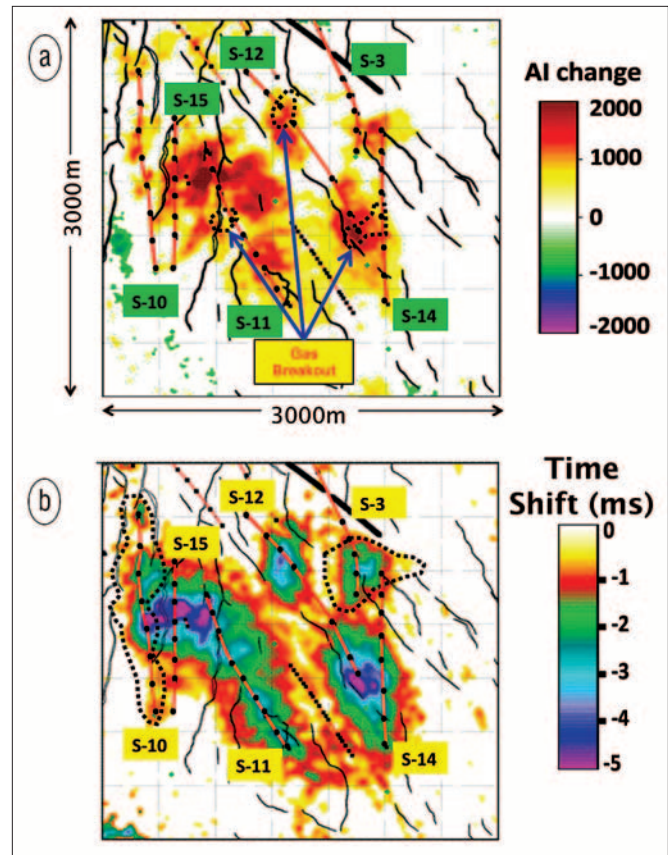 a
S-12
S-3
S-15
3000m
S-10
S-11
S-14
Gas
Breakout
3000m
AI change
2000
1000
0
-1000
-2000
b
S-12
S-3
S-15
S-10
S-11
S-14
Time
Shift (ms)
0
-1
-2
-3
-4
-5